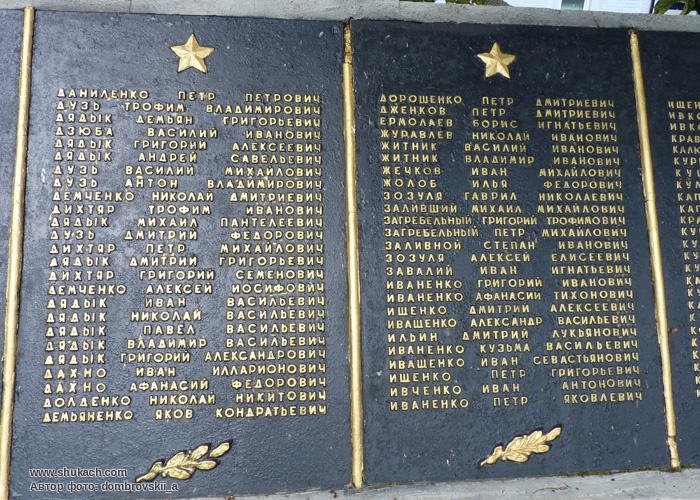 ДАНИЛЕНКО ПЕТР ПЕТРОВИЧ
ДУЗЬ ТРОФИМ ВЛАДИМИРОВИЧ
ДЯДЫК ДЕМЬЯН ГРИГОРЬЕВИЧ
ДЗЮБА ВАСИЛИЙ ИВАНОВИЧ
ДЯДЫК ГРИГОРИЙ АЛЕКСЕЕВИЧ
ДЯДЫК АНДРЕЙ САВЕЛЬЕВИЧ
ДУЗЬ ВАСИЛИЙ МИХАЙЛОВИЧ
ДУЗЬ АНТОН ВЛАДИМИРОВИЧ
ДЕМЧЕНКО НИКОЛАЙ ДМИТРИЕВИЧ
ДИХТЯР ТРОФИМ ИВАНОВИЧ
ДЯДЫК МИХАИЛ ПАНТЕЛЕЕВИЧ
ДУЗЬ ДМИТРИЙ ФЕДОРОВИЧ
ДИХТЯР ПЕТР МИХАЙЛОВИЧ
ДЯДЫК ДМИТРИЙ ГРИГОРЬЕВИЧ
ДИХТЯР ГРИГОРИЙ СЕМЕНОВИЧ
ДЕМЧЕНКО АЛЕКСЕЙ ИОСИФОВИЧ
ДЯДЫК ИВАН ВАСИЛЬЕВИЧ
ДЯДЫК НИКОЛАЙ ВАСИЛЬЕВИЧ
ДЯДЫК ПАВЕЛ ВАСИЛЬЕВИЧ
ДЯДЫК ВЛАДИМИР ВАСИЛЬЕВИЧ
ДЯДЫК ГРИГОРИЙ АЛЕКСАНДРОВИЧ
ДАХНО ИВАН ИЛЛАРИОНОВИЧ
ДАХНО АФАНАСИЙ ФЕДОРОВИЧ
ДОЛДЕНКО НИКОЛАЙ НИКИТОВИЧ
ДЕМЬЯНЕНКО ЯКОВ КОНДРАТЬЕВИЧ
ДОРОШЕНКО ПЕТР ДМИТРИЕВИЧ
ДЖЕНКОВ ПЕТР ДМИТРИЕВИЧ
ЕРМОЛАЕВ БОРИС ИГНАТЬЕВИЧ
ЖУРАВЛЕВ НИКОЛАЙ ИВАНОВИЧ
ЖИТНИК ВАСИЛИЙ ИВАНОВИЧ
ЖИТНИК ВЛАДИМИР ИВАНОВИЧ
ЖЕЧКОВ ИВАН МИХАЙЛОВИЧ
ЖОЛОБ ИЛЬЯ ФЕДОРОВИЧ
ЗОЗУЛЯ ГАВРИЛ НИКОЛАЕВИЧ
ЗАЛИВШИЙ МИХАИЛ МИХАЙЛОВИЧ
ЗАГРЕБЕЛЬНЫЙ ГРИГОРИЙ ТРОФИМОВИЧ
ЗАГРЕБЕЛЬНЫЙ ПЕТР МИХАЙЛОВИЧ
ЗАЛИВНОЙ СТЕПАН ИВАНОВИЧ
ЗОЗУЛЯ АЛЕКСЕЙ ЕЛИСЕЕВИЧ
ЗАВАЛИЙ ИВАН ИГНАТЬЕВИЧ
ИВАНЕНКО ГРИГОРИЙ ИВАНОВИЧ
ИВАНЕНКО АФАНАСИЙ ТИХОНОВИЧ
ИЩЕНКО ДМИТРИЙ АЛЕКСЕЕВИЧ
ИВАЩЕНКО АЛЕКСАНДР ВАСИЛЬЕВИЧ
ИЛЬИН ДМИТРИЙ ЛУКЬЯНОВИЧ
ИВАНЕНКО КУЗЬМА ВАСИЛЬЕВИЧ
ИВАЩЕНКО ИВАН СЕВАСТЬЯНОВИЧ
ИЩЕНКО ПЕТР ГРИГОРЬЕВИЧ
ИВЧЕНКО ИВАН АНТОНОВИЧ
ИВАНЕНКО ПЕТР ЯКОВЛЕВИЧ
www.shukach.com
Автор фото: dombrovskii_a